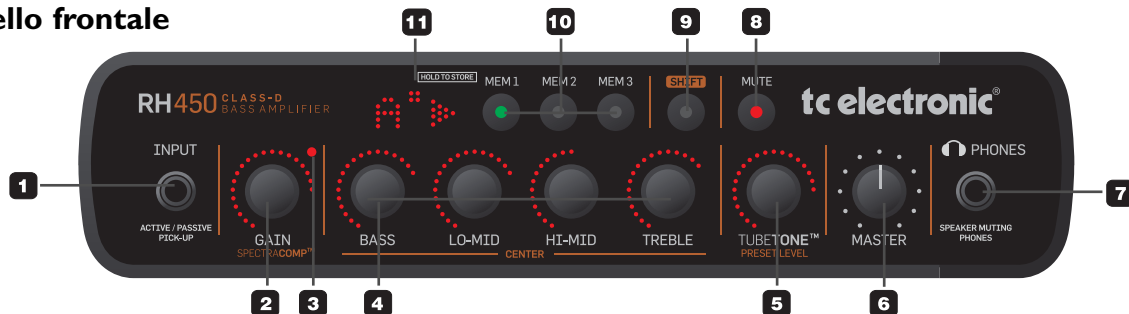 ello frontale
11
10
9
8
HOLD TO STORE
MEM 1 MEM 2 MEM 3 SHIFT MUTE
RH450 CLASS-D
BASS AMPLIFIER
tc electronic®
INPUT
PHONES
1
7
ACTIVE / PASSIVE
PICK-UP
GAIN
SPECTRACOMP™
BASS LO-MID HI-MID TREBLE
CENTER
TUBETONE™
PRESET LEVEL
MASTER
SPEAKER MUTING
PHONES
2
3
4
5
6